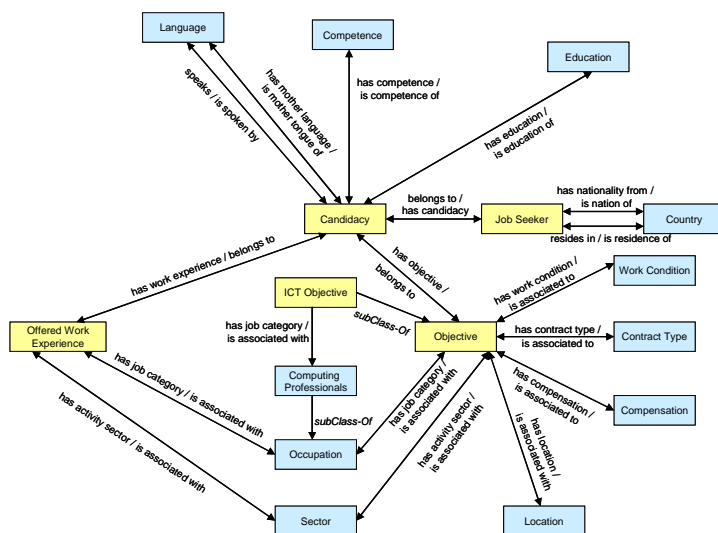 Language
Competence
Education
has competence /
is competence of
has mother language /
is mother tongue of
speaks / is spoken by
has education /
is education of
belongs to /
has candidacy
has nationality from /
is nation of
Candidacy
Job Seeker
Country
resides in / is residence of
has work experience / belongs to
has objective /
belongs to
has work condition /
is associated to
Work Condition
ICT Objective
subClass-Of
has job category /
is associated with
Offered Work
Experience
Objective
has contract type /
is associated to
Contract Type
Computing
Professionals
has job category / is associated with
has job category /
is associated with
has compensation /
is associated to
Compensation
subClass-Of
has activity sector / is associated with
has activity sector /
is associated with
has location /
is associated with
Occupation
Sector
Location